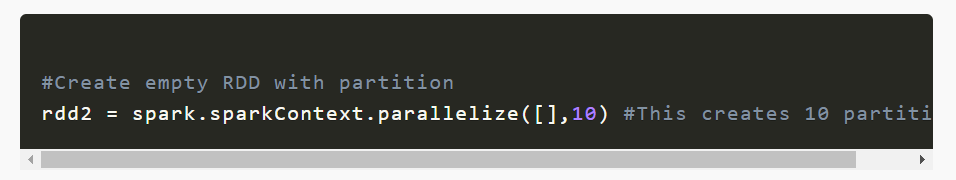 #Create empty RDD with partition
rdd2 = spark.sparkContext.parallelize([],10) #This creates 10 partiti